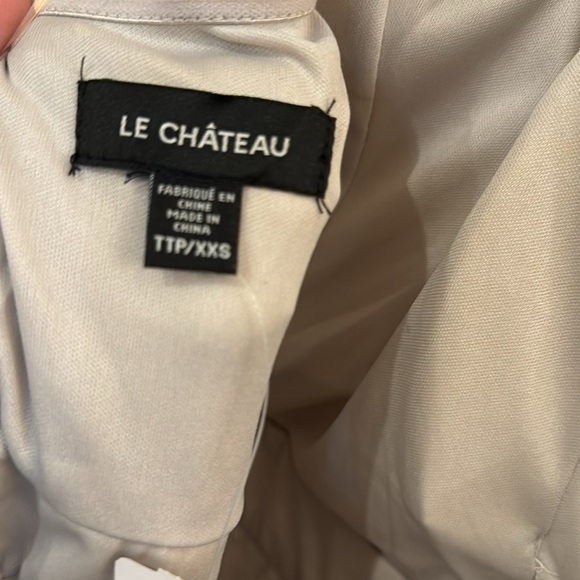 LE CHÂTEAU
FABRIQUÉ EN
CHINE
MADE IN
CHINA
TTP/XXS